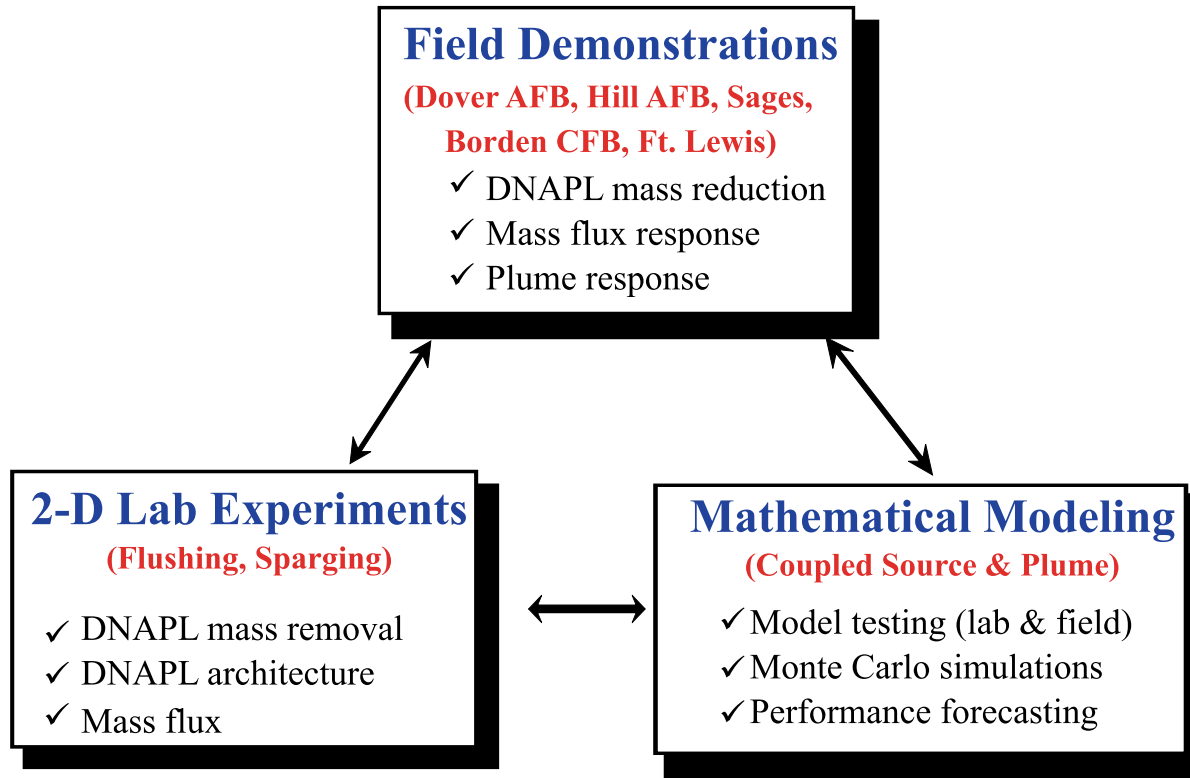 Field Demonstrations
(Dover AFB, Hill AFB, Sages,
Borden CFB, Ft. Lewis)
✓ DNAPL mass reduction
✓ Mass flux response
✓ Plume response
2-D Lab Experiments
(Flushing, Sparging)
✓ DNAPL mass removal
✓ DNAPL architecture
✓ Mass flux
Mathematical Modeling
(Coupled Source & Plume)
✓ Model testing (lab & field)
✓ Monte Carlo simulations
✓ Performance forecasting